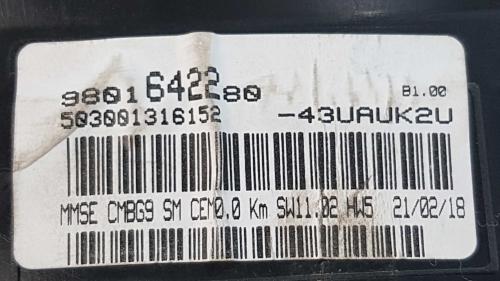 9801642280 B1.00
503001316152 -43UAUK2U
MMSE CMBG9 SM CEM0,0 Km SW11.02 HW5 21/02/18